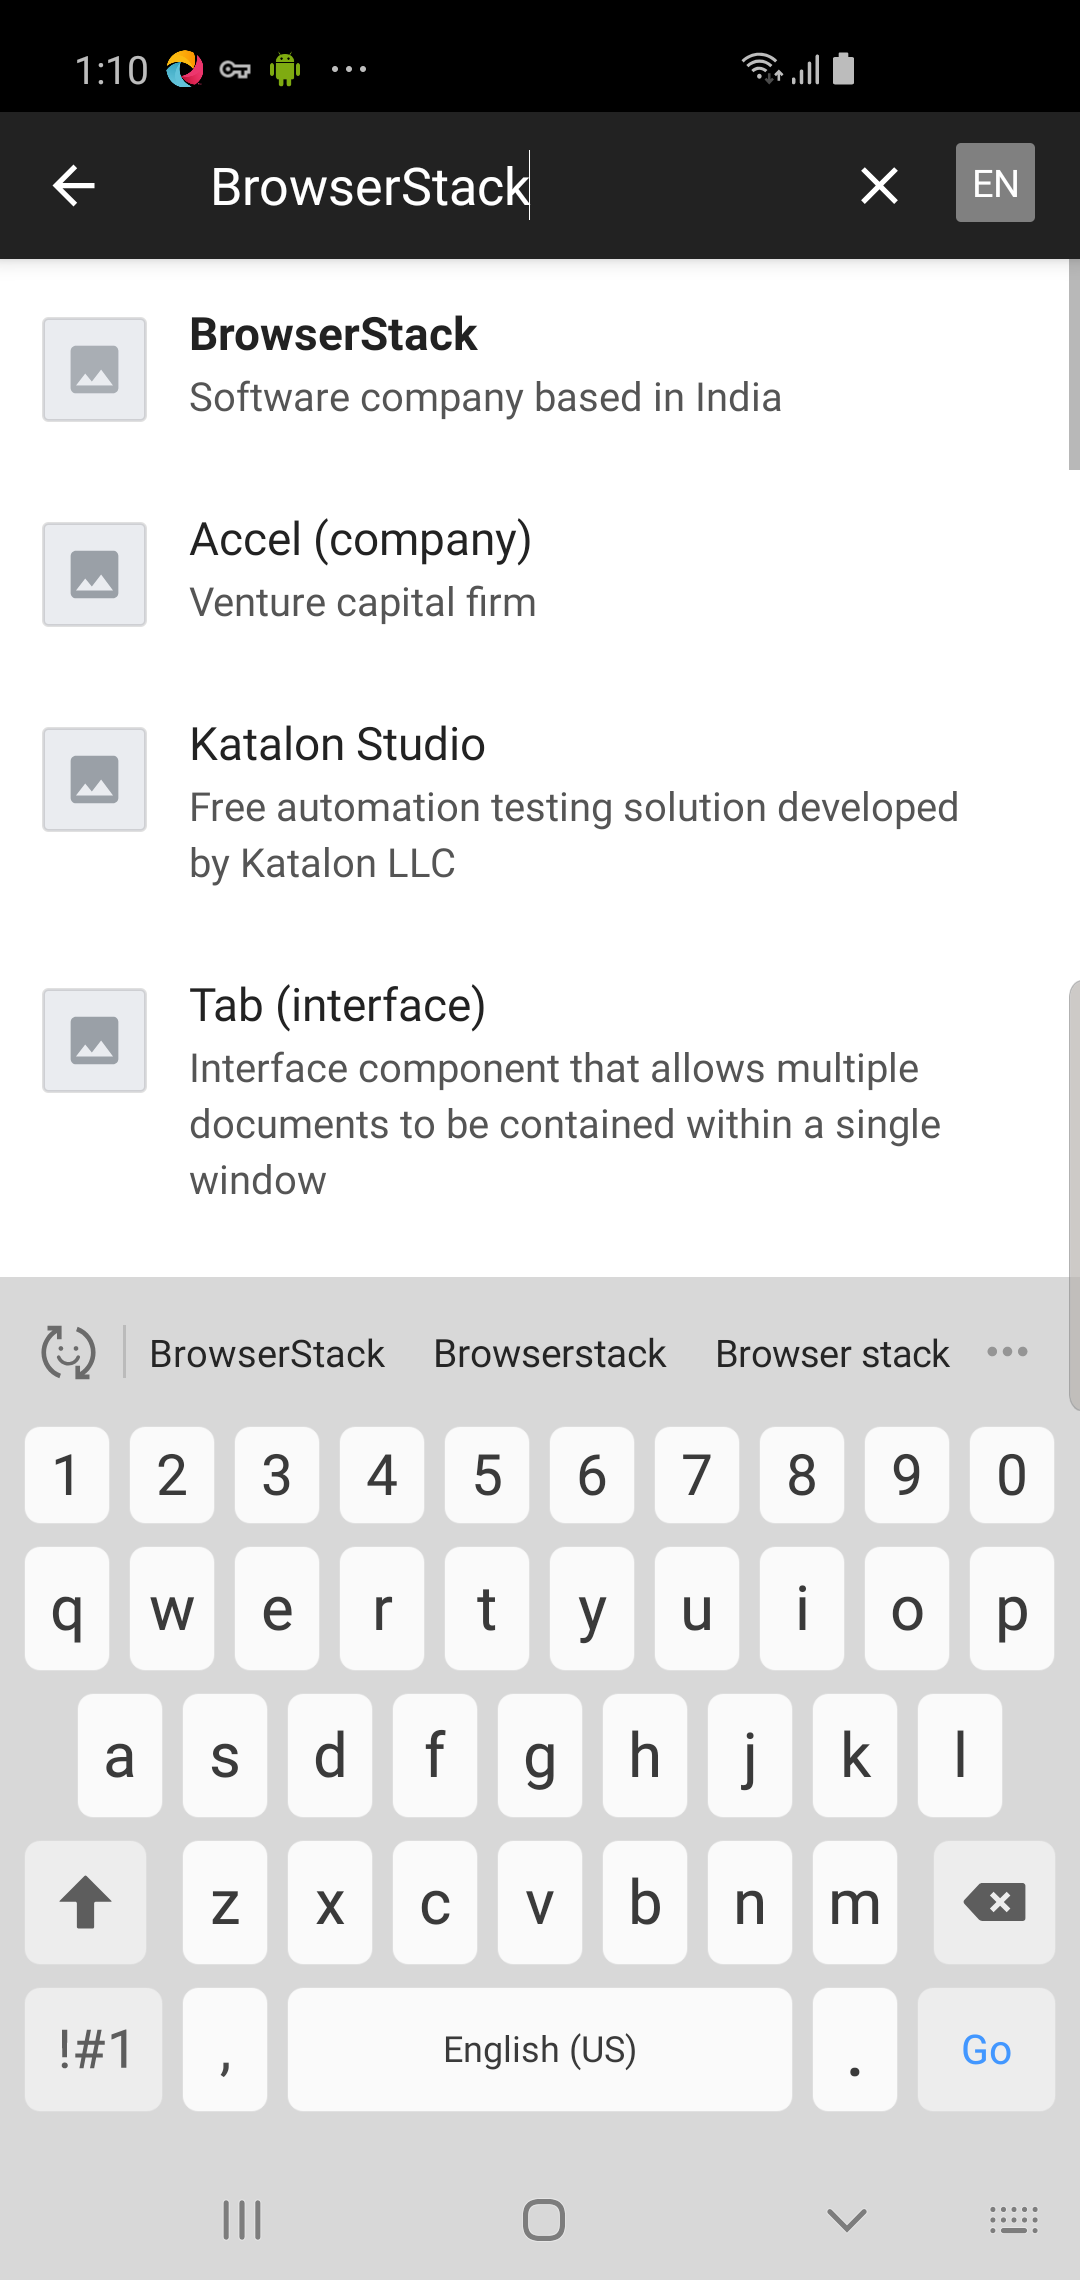 1:10
BrowserStack
EN
BrowserStack
Software company based in India
Accel (company)
Venture capital firm
Katalon Studio
Free automation testing solution developed
by Katalon LLC
Tab (interface)
Interface component that allows multiple
documents to be contained within a single
window
BrowserStack Browserstack Browser stack
1 2 3 4 5 6 7 8 9 0
q w e r t y u i o p
a s d f g h j k l
z x c v b n m
!#1 , English (US) . Go